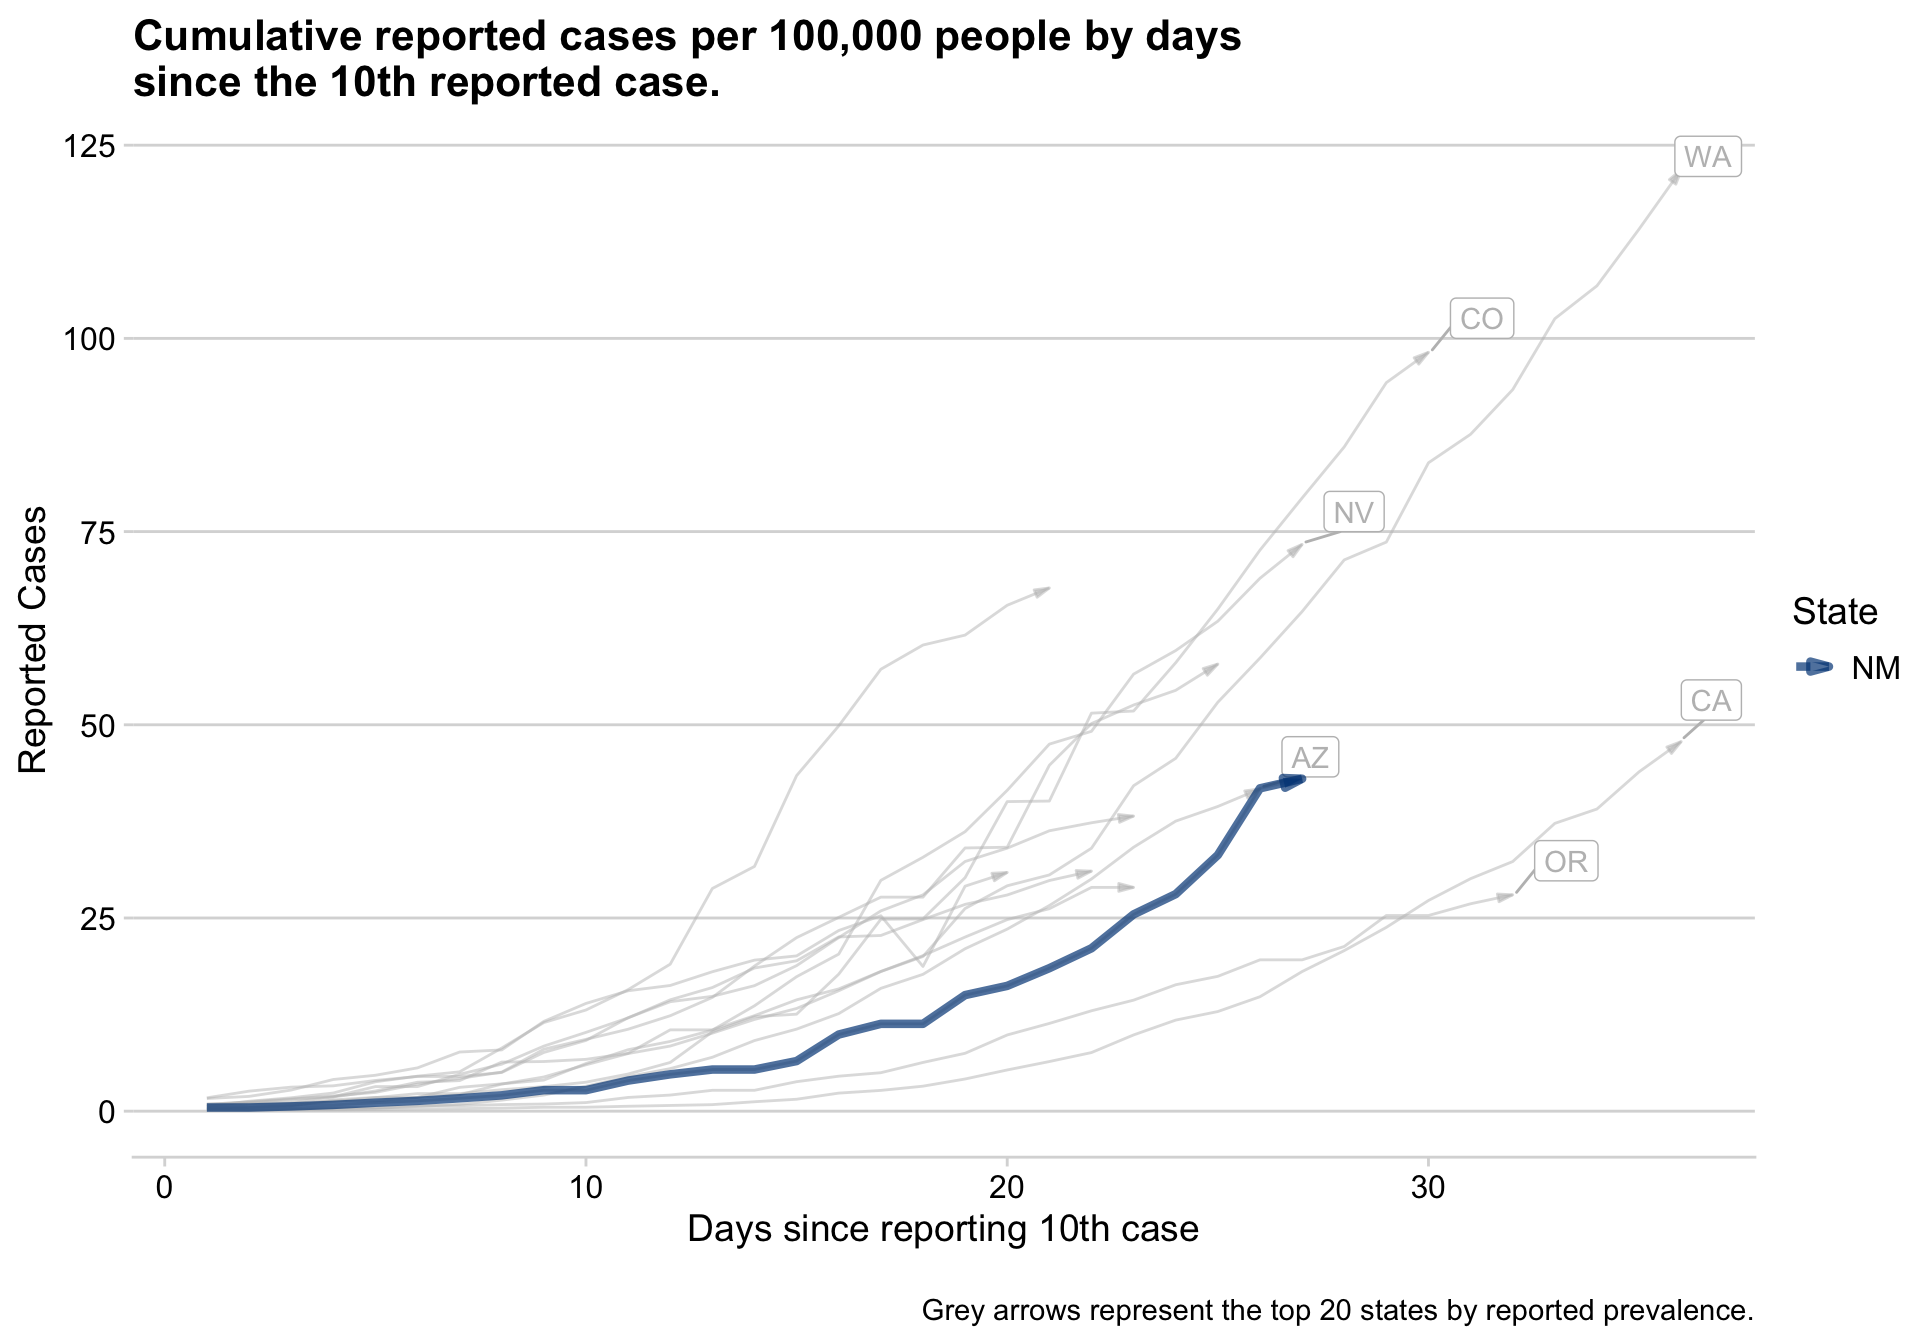 Cumulative reported cases per 100,000 people by days
since the 10th reported case.
125
100
75
50
25
0
Reported Cases
WA
CO
NV
CA
AZ
OR
State
NM
0 10 20 30
Days since reporting 10th case
Grey arrows represent the top 20 states by reported prevalence.